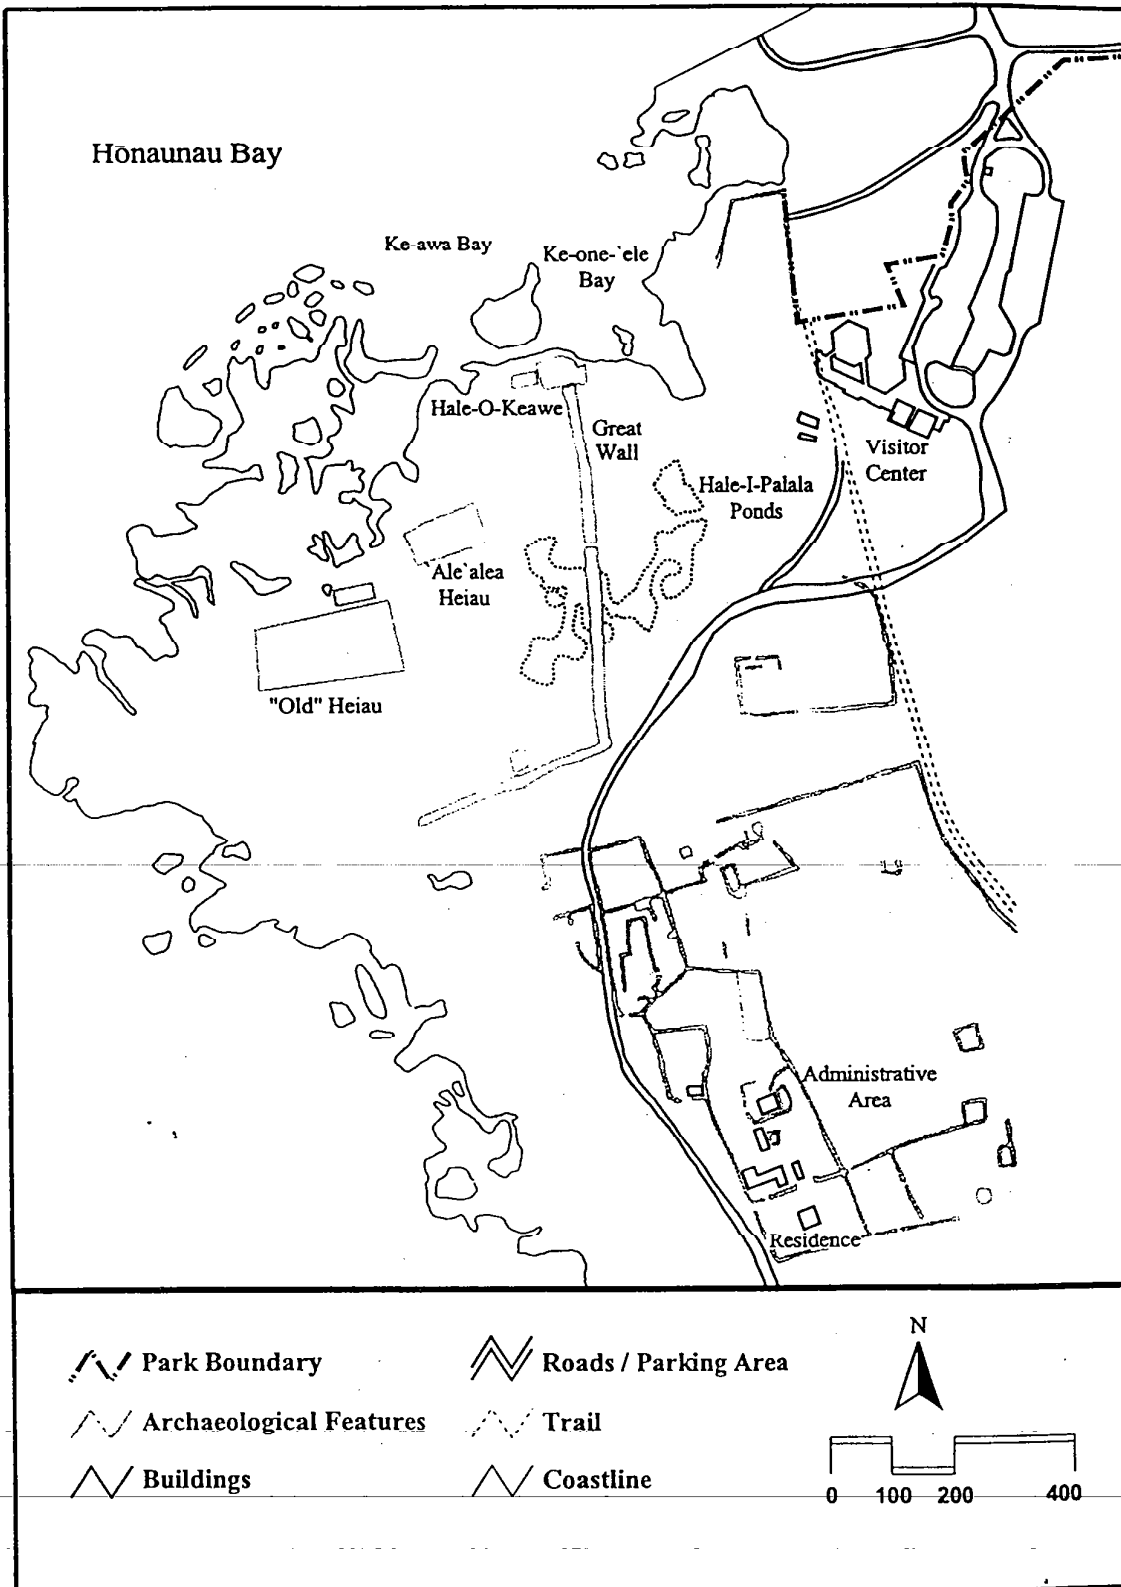 Hōnaunau Bay
Ke-awa Bay
Ke-one-`ele
Bay
Hale-O-Keawe
Great
Wall
Visitor
Center
Hale-I-Palala
Ponds
Ale`alea
Heiau
"Old" Heiau
Administrative
Area
Residence
N
Park Boundary
Roads / Parking Area
Archaeological Features
Trail
Buildings
Coastline
0 100 200 400